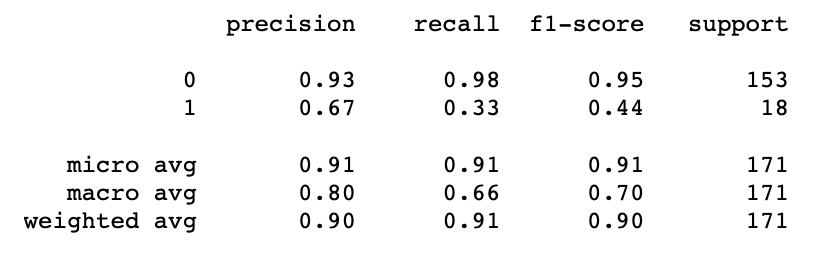 precision recall f1-score support
0 0.93 0.98 0.95 153
1 0.67 0.33 0.44 18
micro avg 0.91 0.91 0.91 171
macro avg 0.80 0.66 0.70 171
weighted avg 0.90 0.91 0.90 171